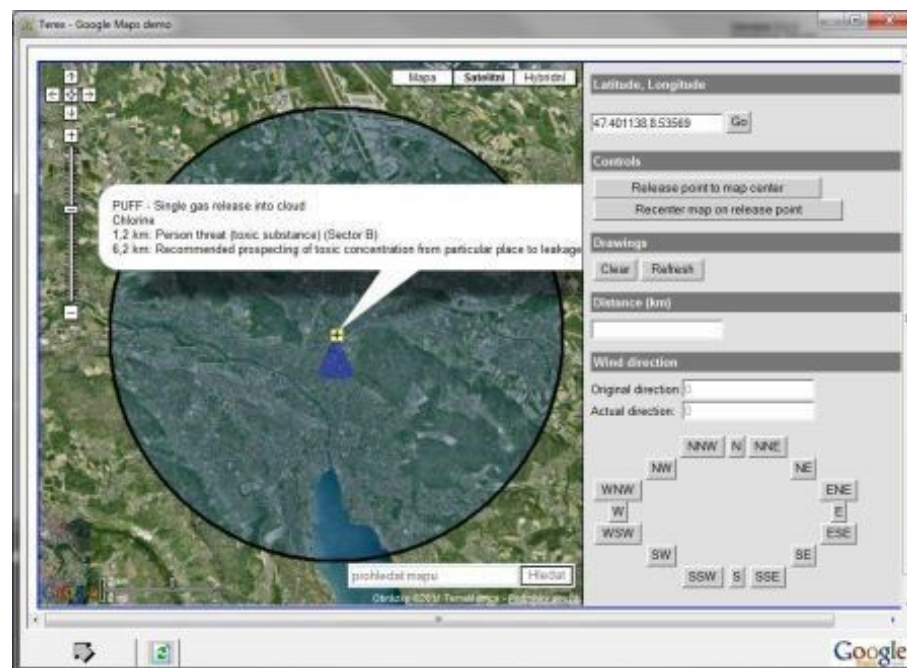 Terex - Google Maps demo
Mapa
Satelitní
Hybridní
PUFF - Single gas release into cloud
Chlorine
1,2 km: Person threat (toxic substance) (Sector B)
6,2 km: Recommended prospecting of toxic concentration from particular place to leakage
prohledat mapu
Hledat
Google
Latitude, Longitude
47.401138,8.53569
Go
Controls
Release point to map center
Recenter map on release point
Drawings
Clear
Refresh
Distance (km)
Wind direction
Original direction: 0
Actual direction: 0
NNW N NNE
NW NE
WNW ENE
W E
WSW ESE
SW SE
SSW S SSE
Google